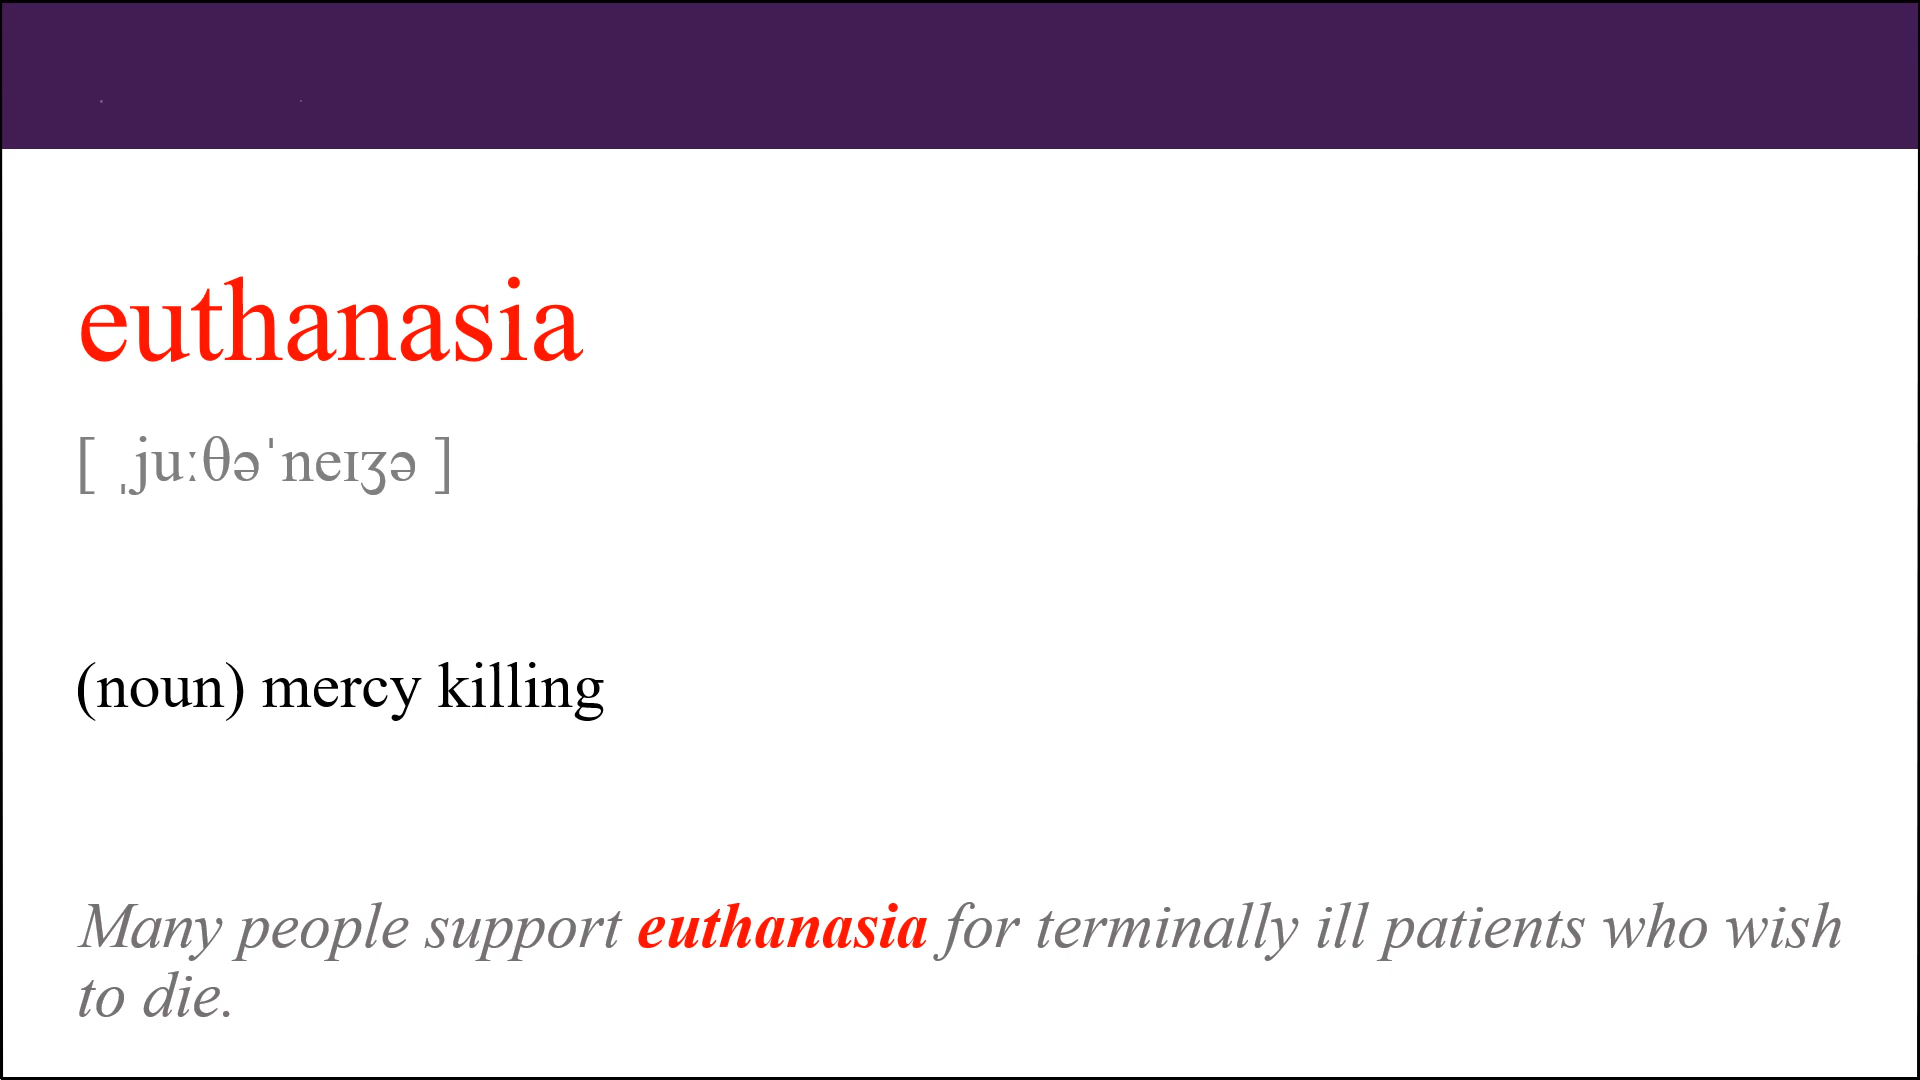 euthanasia
[ ˌjuːθəˈneɪʒə ]
(noun) mercy killing
Many people support euthanasia for terminally ill patients who wish
to die.